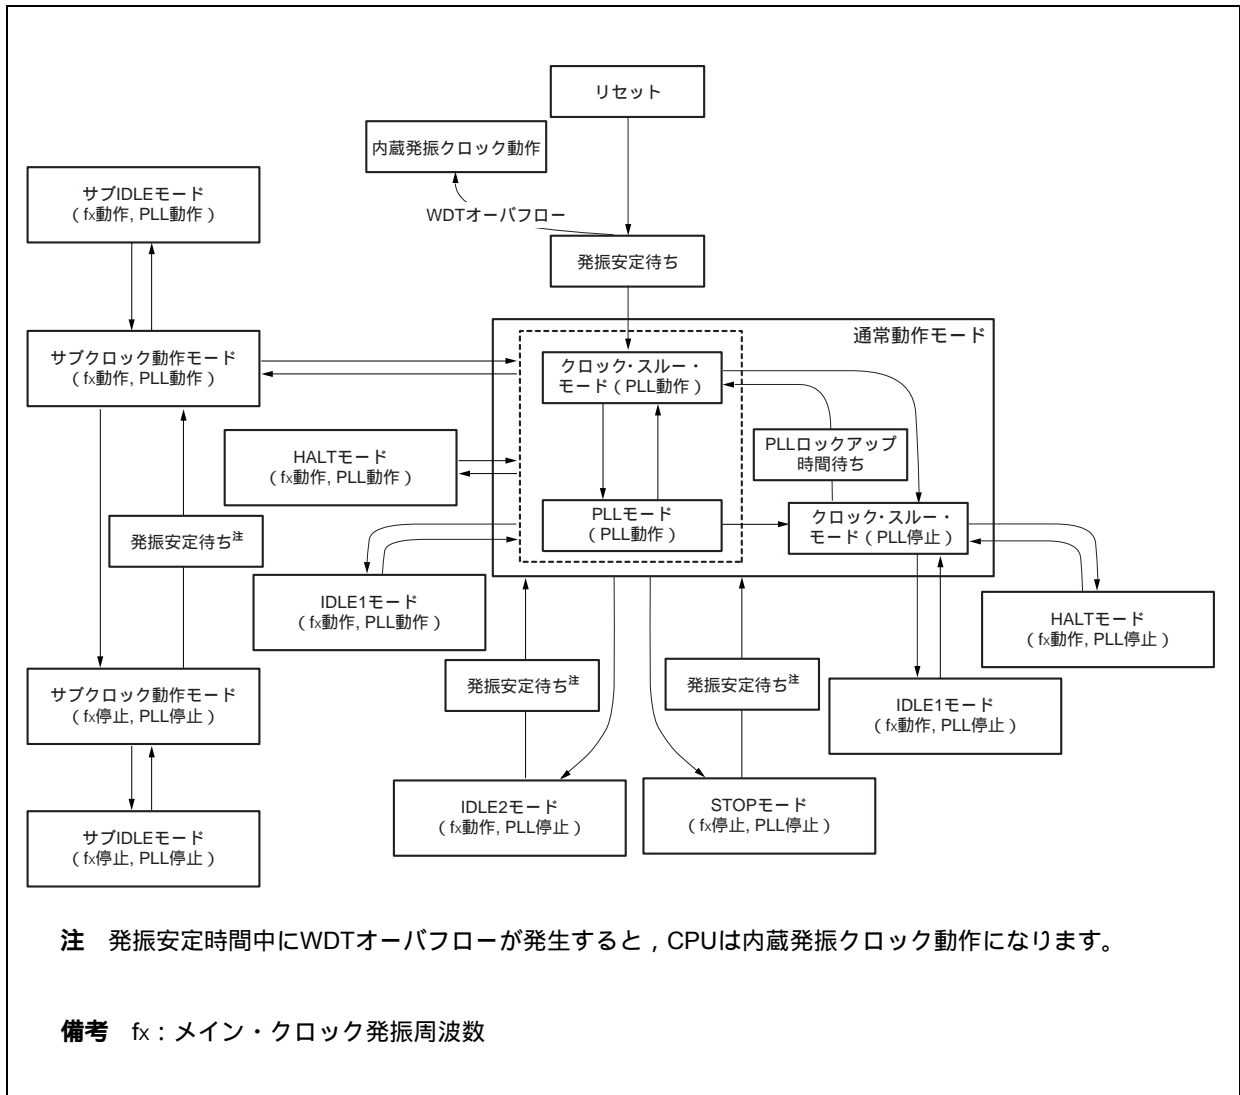 リセット
内蔵発振クロック動作
サブIDLEモード
(fx動作, PLL動作)
WDTオーバフロー
発振安定待ち
通常動作モード
サブクロック動作モード
(fx動作, PLL動作)
クロック・スルー・
モード(PLL動作)
HALTモード
(fx動作, PLL動作)
PLLロックアップ
時間待ち
PLLモード
(PLL動作)
クロック・スルー・
モード(PLL停止)
発振安定待ち注
IDLE1モード
(fx動作, PLL動作)
HALTモード
(fx動作, PLL停止)
サブクロック動作モード
(fx停止, PLL停止)
発振安定待ち注
発振安定待ち注
IDLE1モード
(fx動作, PLL停止)
IDLE2モード
(fx動作, PLL停止)
STOPモード
(fx停止, PLL停止)
サブIDLEモード
(fx停止, PLL停止)
注 発振安定時間中にWDTオーバフローが発生すると,CPUは内蔵発振クロック動作になります。
備考 fx:メイン・クロック発振周波数